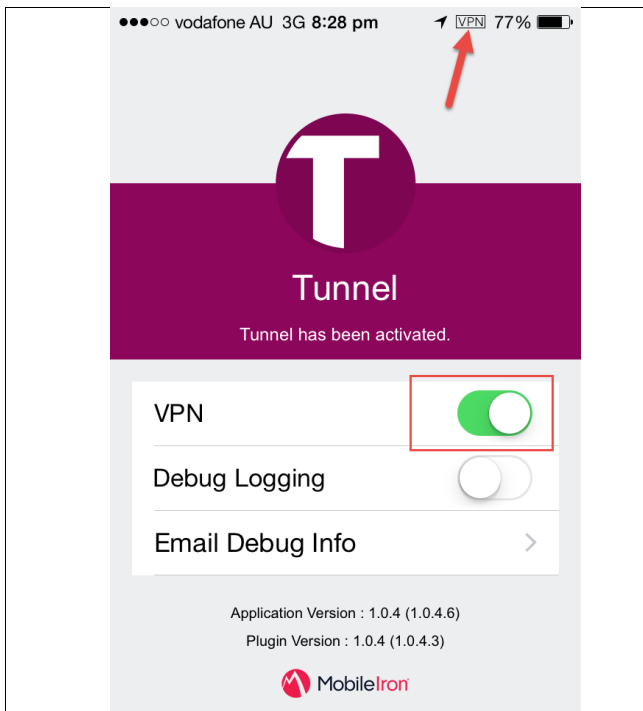 vodafone AU 3G 8:28 pm VPN 77%
T
Tunnel
Tunnel has been activated.
VPN
Debug Logging
Email Debug Info
Application Version : 1.0.4 (1.0.4.6)
Plugin Version : 1.0.4 (1.0.4.3)
MobileIron